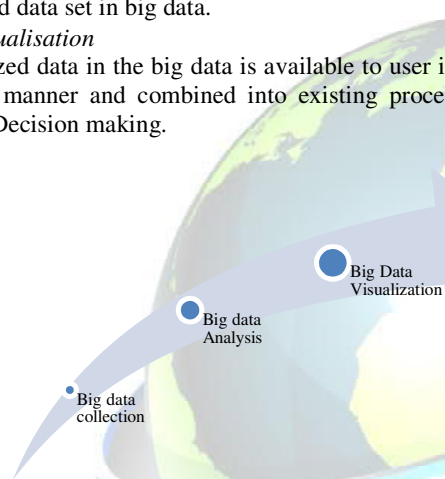 d data set in big data.
ualisation
zed data in the big data is available to user i
manner and combined into existing proce
Decision making.
Big Data
Visualization
Big data
Analysis
Big data
collection